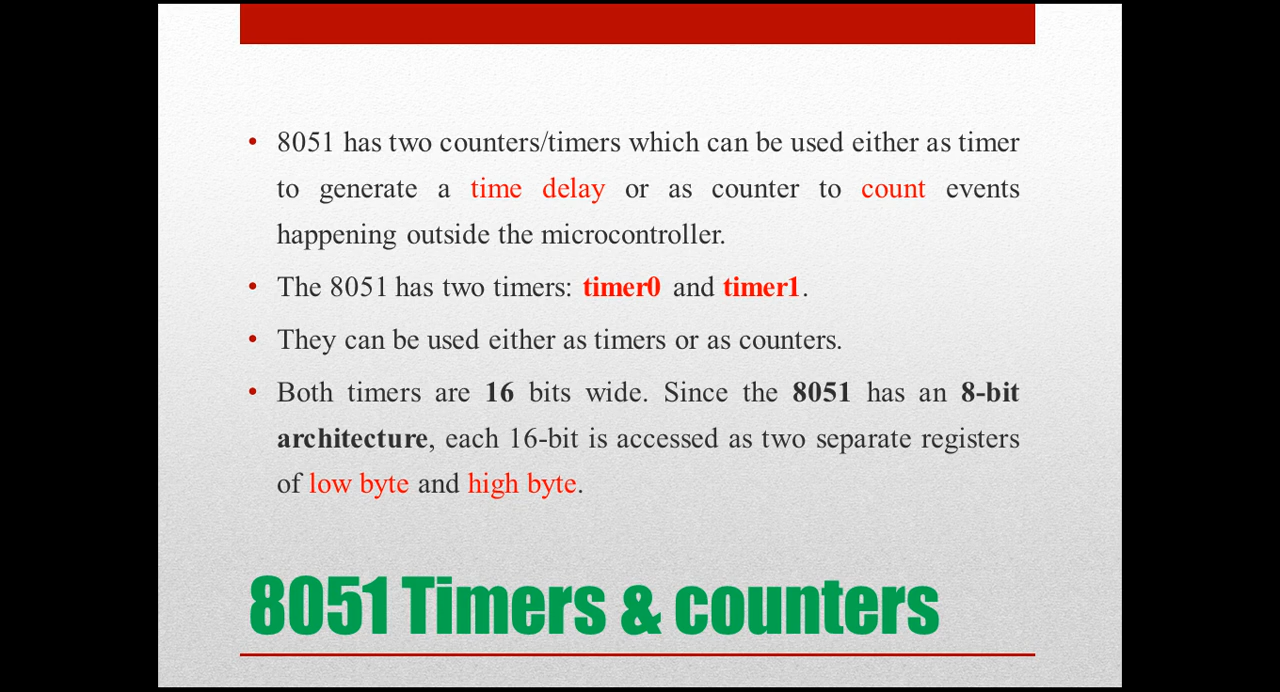 8051 has two counters/timers which can be used either as timer
to generate a time delay or as counter to count events
happening outside the microcontroller.
The 8051 has two timers: timer0 and timer1.
They can be used either as timers or as counters.
Both timers are 16 bits wide. Since the 8051 has an 8-bit
architecture, each 16-bit is accessed as two separate registers
of low byte and high byte.
8051 Timers & counters